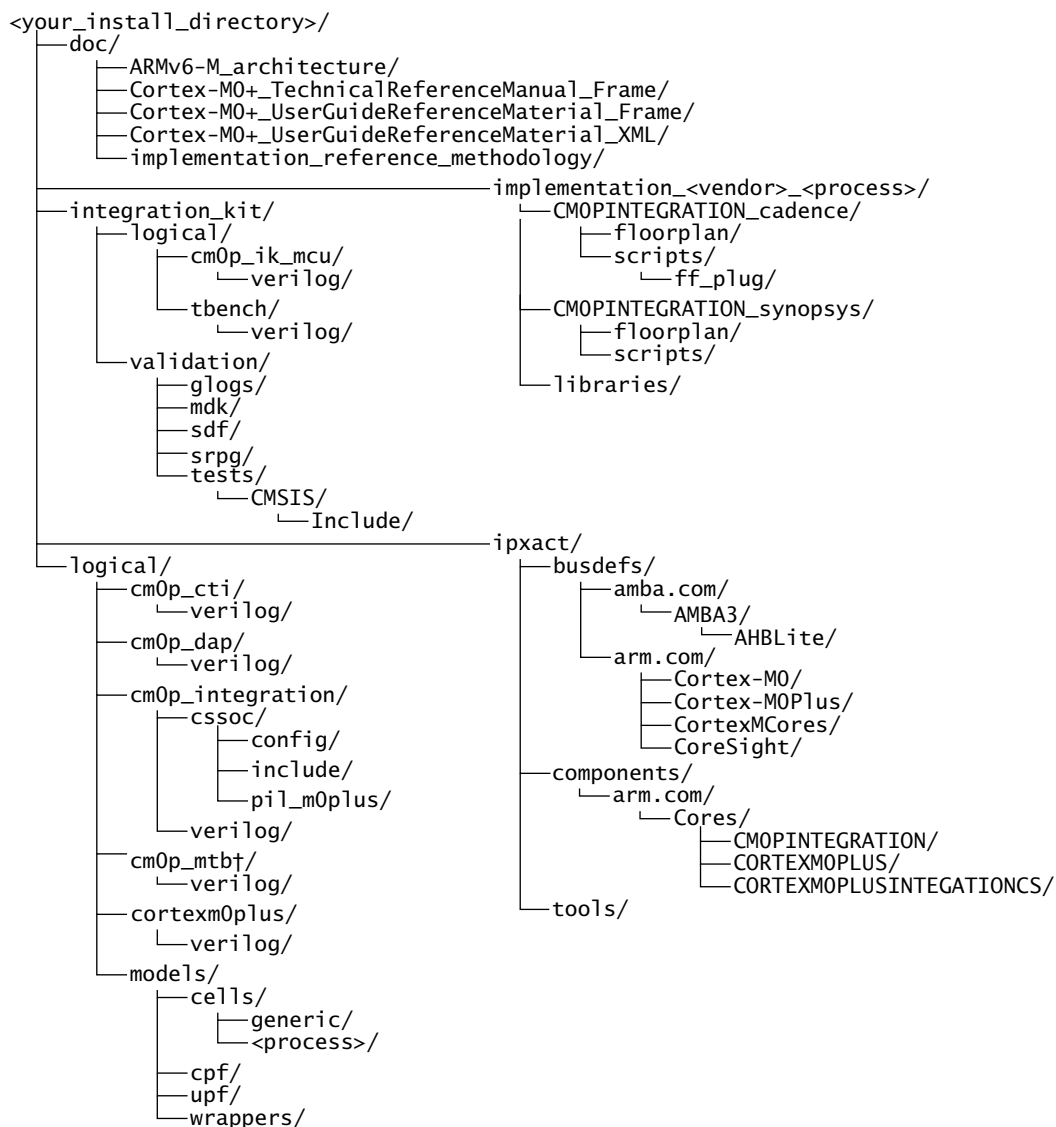 <your_install_directory>/
doc/
ARMv6-M_architecture/
Cortex-M0+_TechnicalReferenceManual_Frame/
Cortex-M0+_UserGuideReferenceMaterial_Frame/
Cortex-M0+_UserGuideReferenceMaterial_XML/
implementation_reference_methodology/
implementation_<vendor>_<process>/
CM0PINTEGRATION_cadence/
floorplan/
scripts/
ff_plug/
CM0PINTEGRATION_synopsys/
floorplan/
scripts/
libraries/
integration_kit/
logical/
cm0p_ik_mcu/
verilog/
tbench/
verilog/
validation/
glogs/
mdk/
sdf/
srpg/
tests/
CMSIS/
Include/
ipxact/
busdefs/
amba.com/
AMBA3/
AHBLite/
arm.com/
Cortex-M0/
Cortex-M0Plus/
CortexMCores/
CoreSight/
components/
arm.com/
Cores/
CM0PINTEGRATION/
CORTEXM0PLUS/
CORTEXM0PLUSINTEGATIONCS/
tools/
logical/
cm0p_cti/
verilog/
cm0p_dap/
verilog/
cm0p_integration/
cssoc/
config/
include/
pil_m0plus/
verilog/
cm0p_mtb†/
verilog/
cortexm0plus/
verilog/
models/
cells/
generic/
<process>/
cpf/
upf/
wrappers/